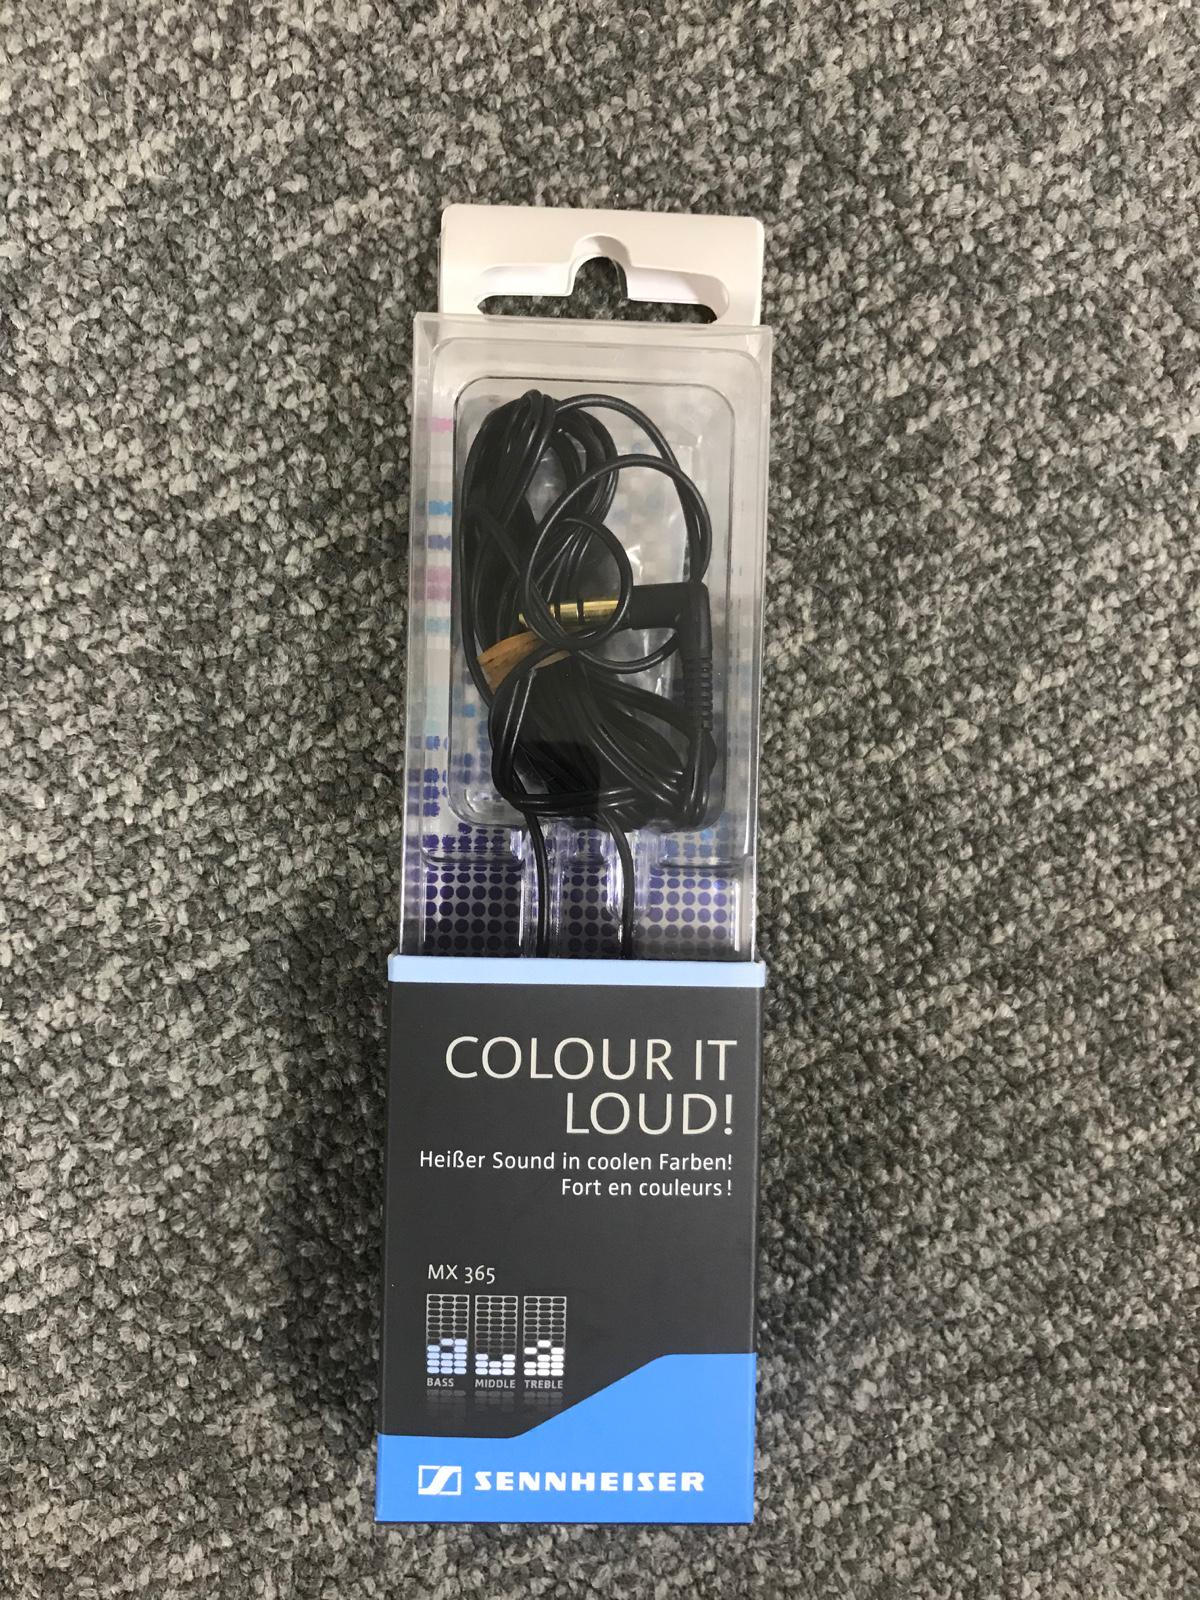 COLOUR IT
LOUD!
Heißer Sound in coolen Farben!
Fort en couleurs !
MX 365
BASS MIDDLE TREBLE
SENNHEISER